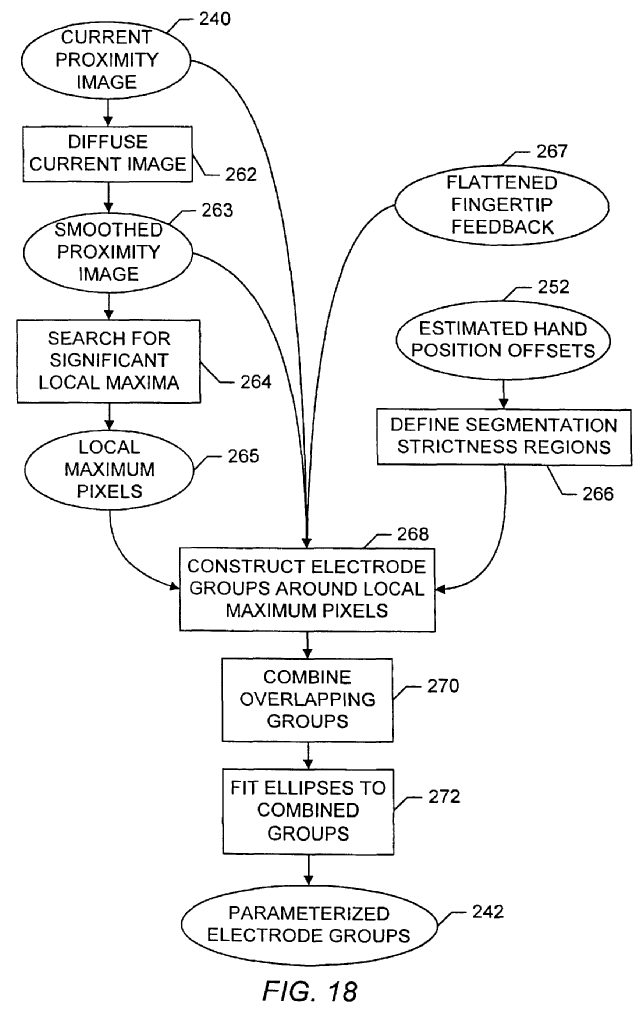 240
CURRENT
PROXIMITY
IMAGE
DIFFUSE
CURRENT IMAGE
262
263
SMOOTHED
PROXIMITY
IMAGE
SEARCH FOR
SIGNIFICANT
LOCAL MAXIMA
264
LOCAL
MAXIMUM
PIXELS
265
267
FLATTENED
FINGERTIP
FEEDBACK
252
ESTIMATED HAND
POSITION OFFSETS
DEFINE SEGMENTATION
STRICTNESS REGIONS
266
268
CONSTRUCT ELECTRODE
GROUPS AROUND LOCAL
MAXIMUM PIXELS
COMBINE
OVERLAPPING
GROUPS
270
FIT ELLIPSES TO
COMBINED
GROUPS
272
PARAMETERIZED
ELECTRODE GROUPS
242
FIG. 18